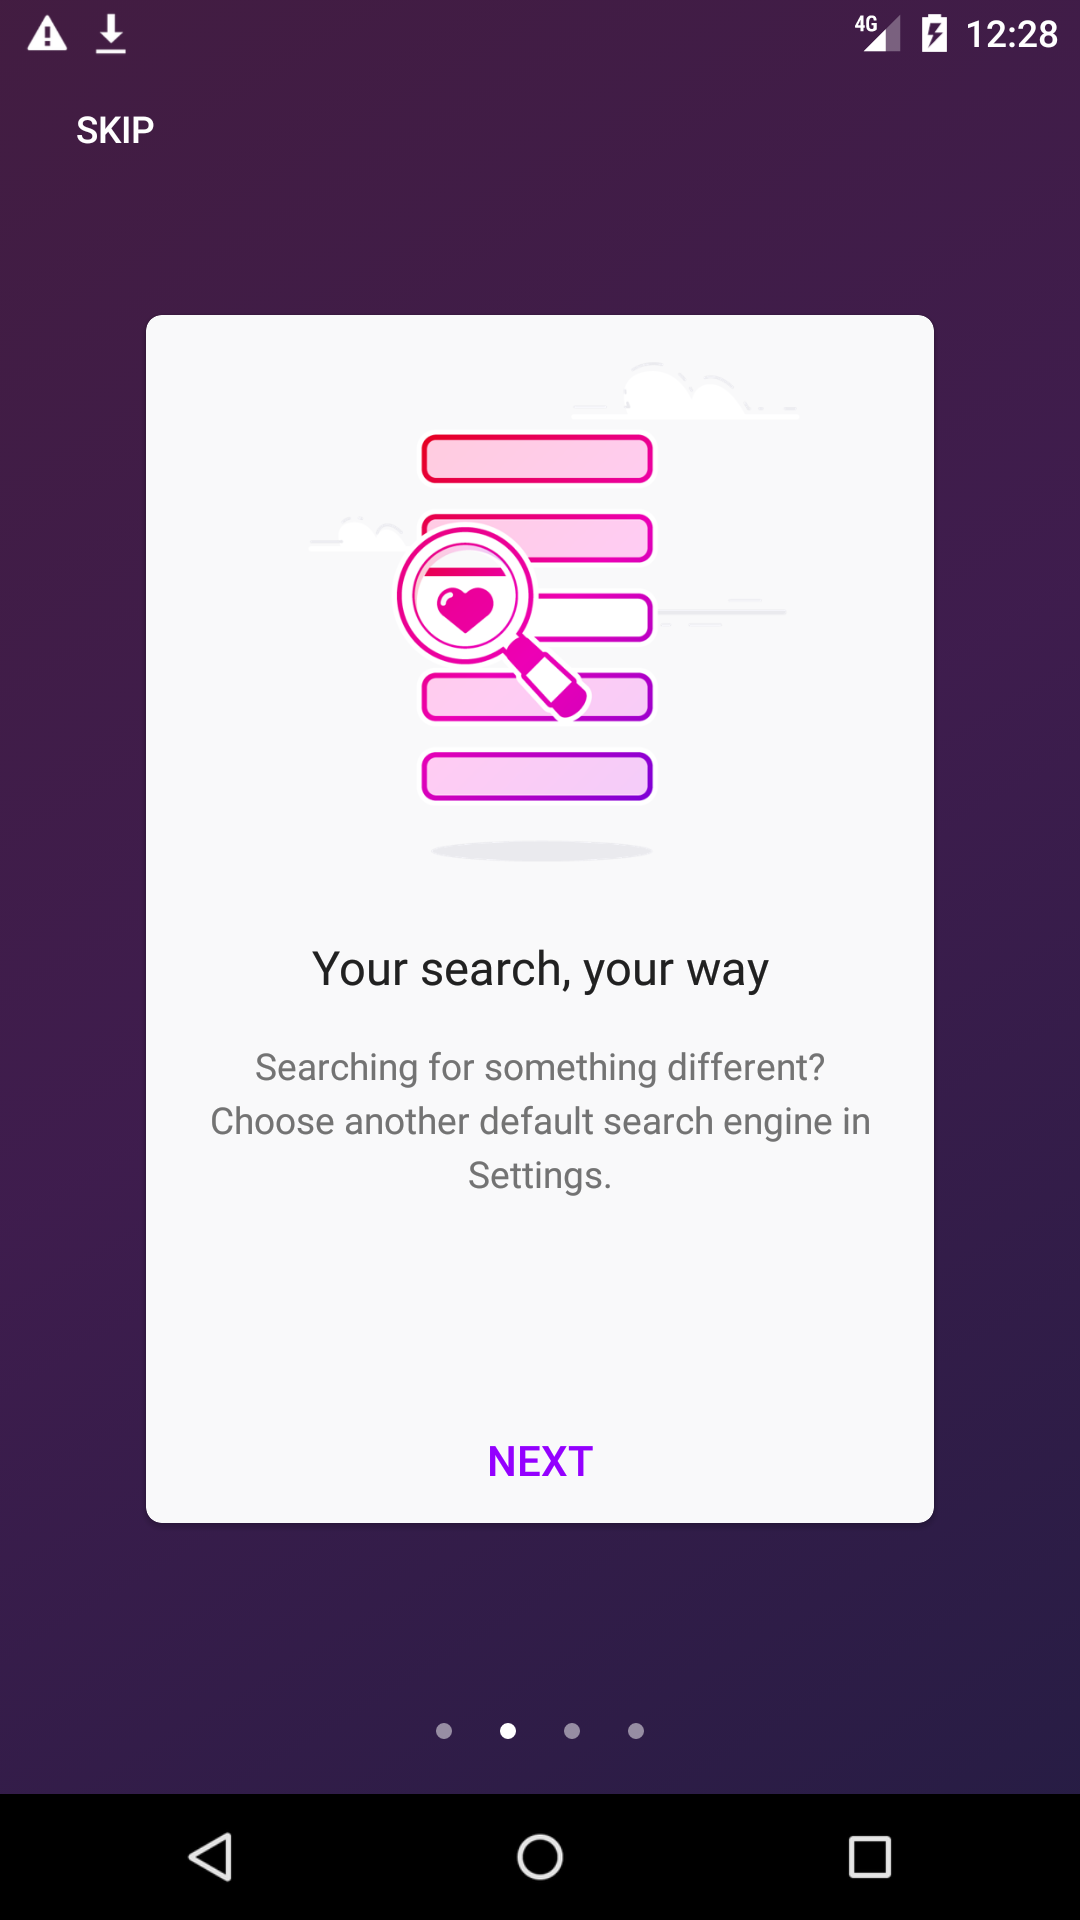 4G 12:28
SKIP
Your search, your way
Searching for something different?
Choose another default search engine in
Settings.
NEXT